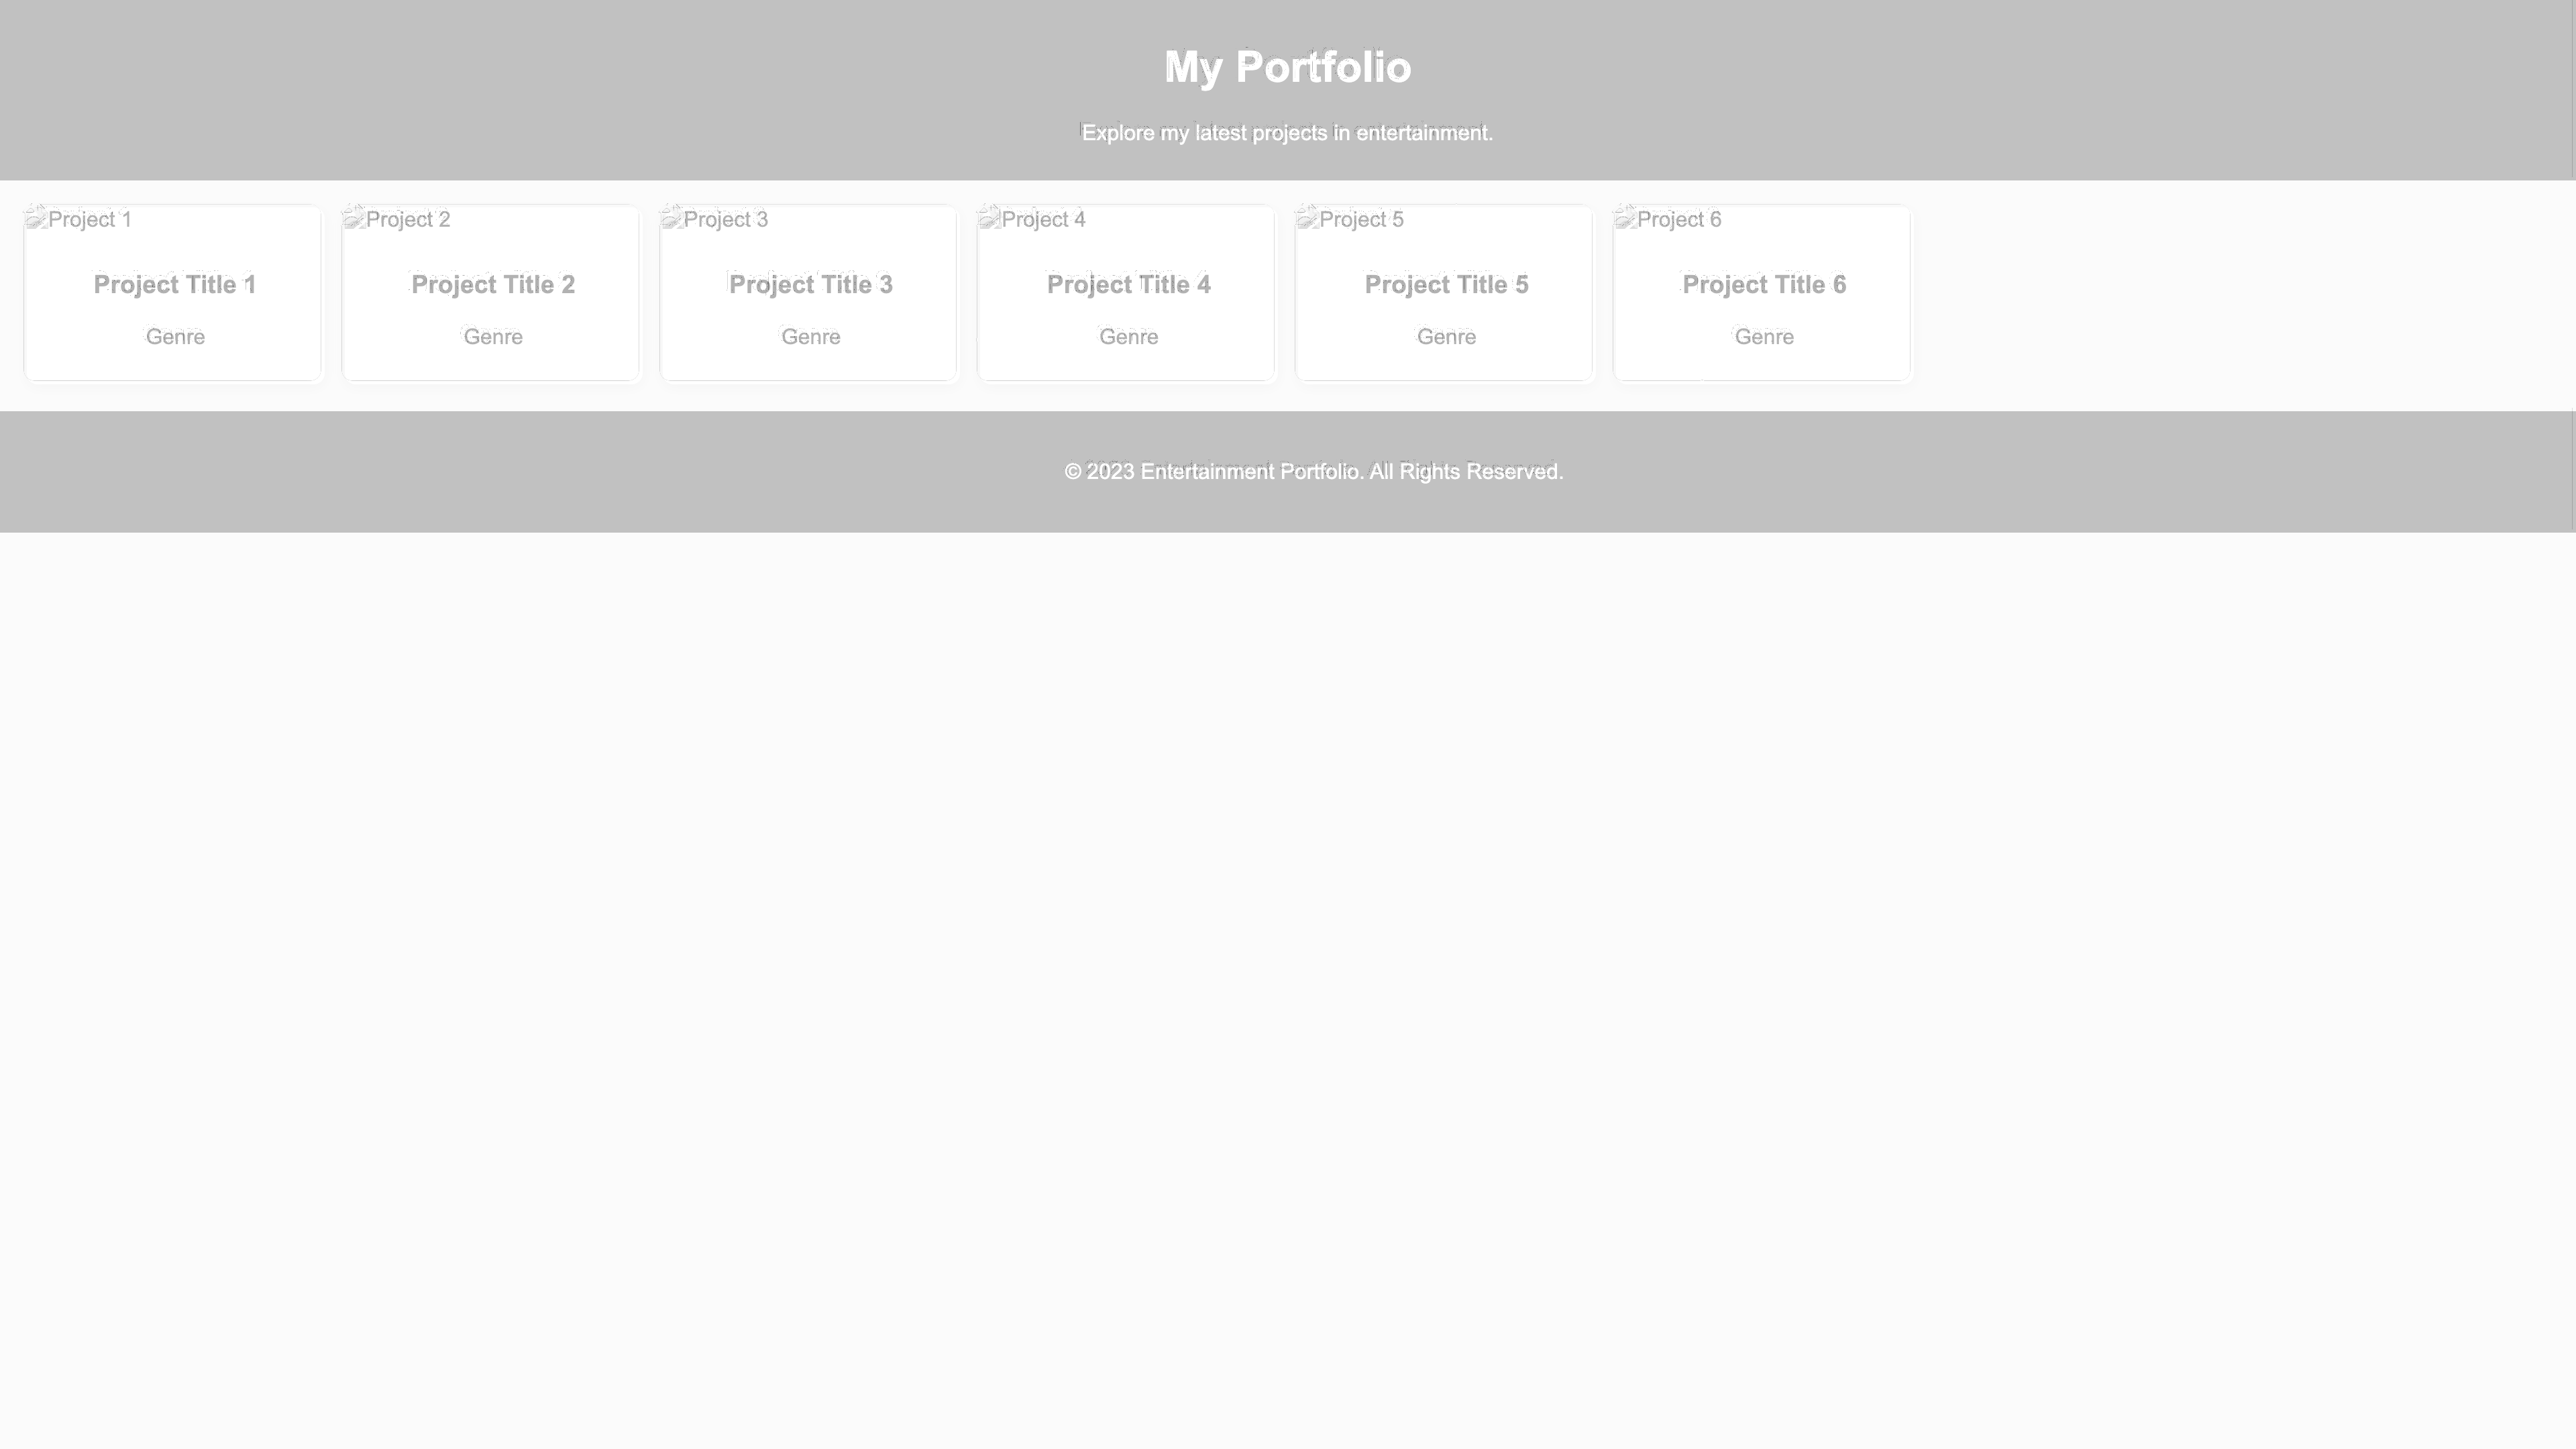 My Portfolio
Explore my latest projects in entertainment.
Project 1
Project Title 1
Genre
Project 2
Project Title 2
Genre
Project 3
Project Title 3
Genre
Project 4
Project Title 4
Genre
Project 5
Project Title 5
Genre
Project 6
Project Title 6
Genre
© 2023 Entertainment Portfolio. All Rights Reserved.